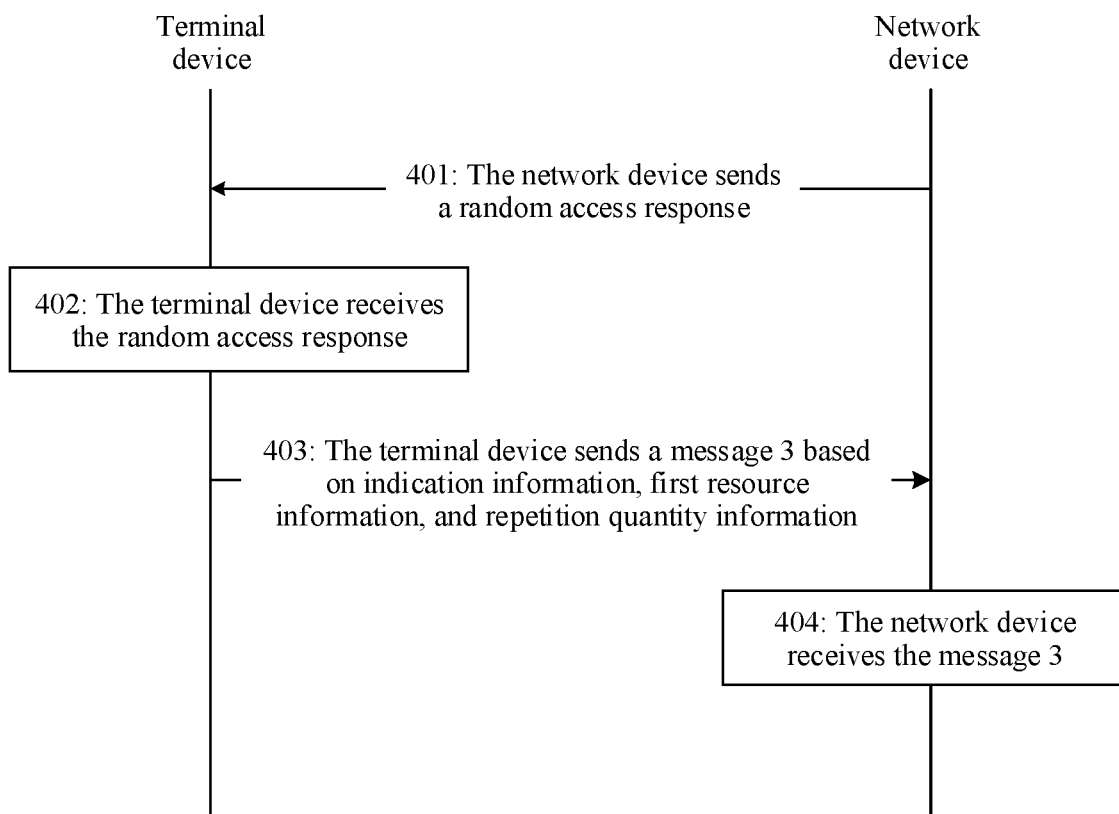 Terminal
device
Network
device
401: The network device sends
a random access response
402: The terminal device receives
the random access response
403: The terminal device sends a message 3 based
on indication information, first resource
information, and repetition quantity information
404: The network device
receives the message 3